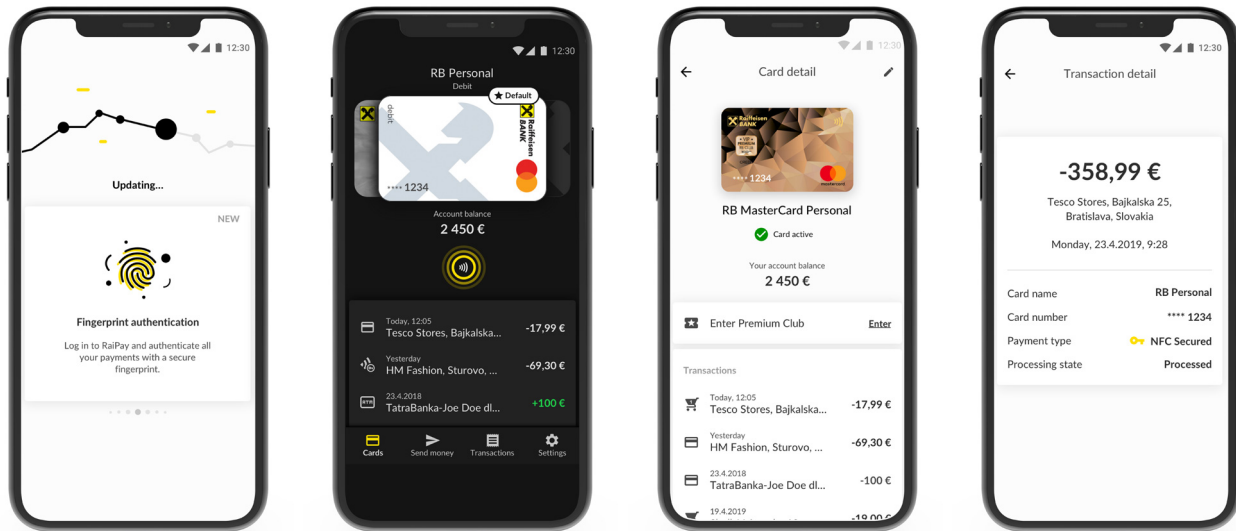 12:30
Updating...
NEW
Fingerprint authentication
Log in to RaiPay and authenticate all
your payments with a secure
fingerprint.
12:30
RB Personal
Debit
Default
debit
Raiffeisen
BANK
**** 1234
Account balance
2 450 €
Today, 12:05
Tesco Stores, Bajkalska...
-17,99 €
Yesterday
HM Fashion, Sturovo, ...
-69,30 €
ATM
23.4.2018
TatraBanka-Joe Doe dl...
+100 €
Cards
Send money
Transactions
Settings
12:30
Card detail
Raiffeisen
BANK
VIP
PREMIUM
**** 1234
mastercard
RB MasterCard Personal
Card active
Your account balance
2 450 €
Enter Premium Club
Enter
Transactions
Today, 12:05
Tesco Stores, Bajkalska...
-17,99 €
Yesterday
HM Fashion, Sturovo, ...
-69,30 €
23.4.2018
TatraBanka-Joe Doe dl...
-100 €
19.4.2019
-19,00 €
12:30
Transaction detail
-358,99 €
Tesco Stores, Bajkalska 25,
Bratislava, Slovakia
Monday, 23.4.2019, 9:28
Card name
RB Personal
Card number
**** 1234
Payment type
NFC Secured
Processing state
Processed